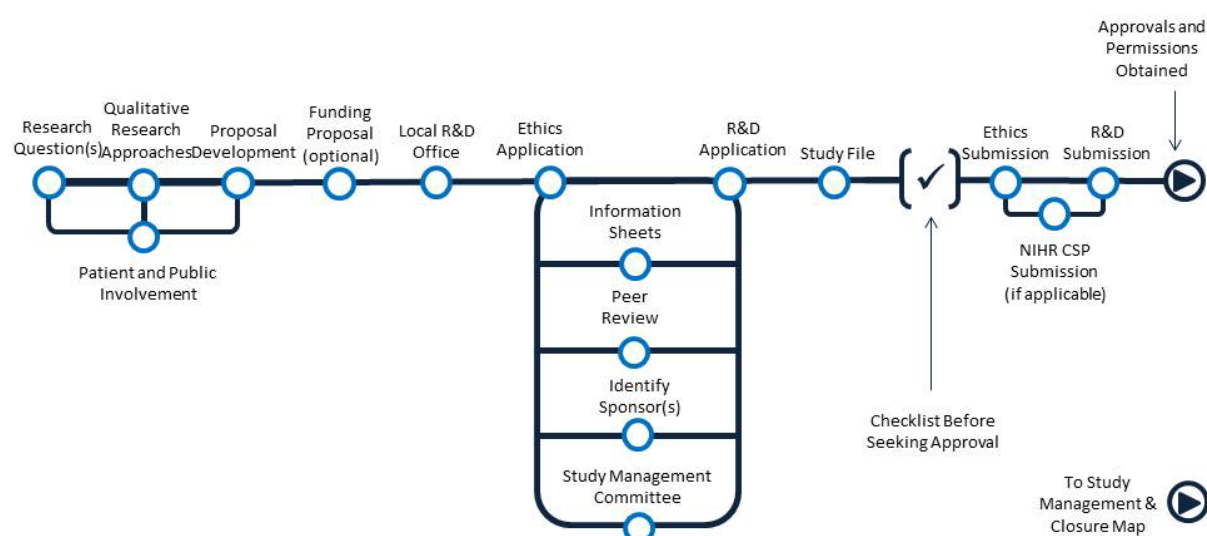 Approvals and
Permissions
Obtained
Research
Question(s)
Qualitative
Research
Approaches
Proposal
Development
Funding
Proposal
(optional)
Local R&D
Office
Ethics
Application
R&D
Application
Study File
✓
Ethics
Submission
R&D
Submission
Patient and Public
Involvement
Information
Sheets
Peer
Review
Identify
Sponsor(s)
Study Management
Committee
Checklist Before
Seeking Approval
NIHR CSP
Submission
(if applicable)
To Study
Management &
Closure Map